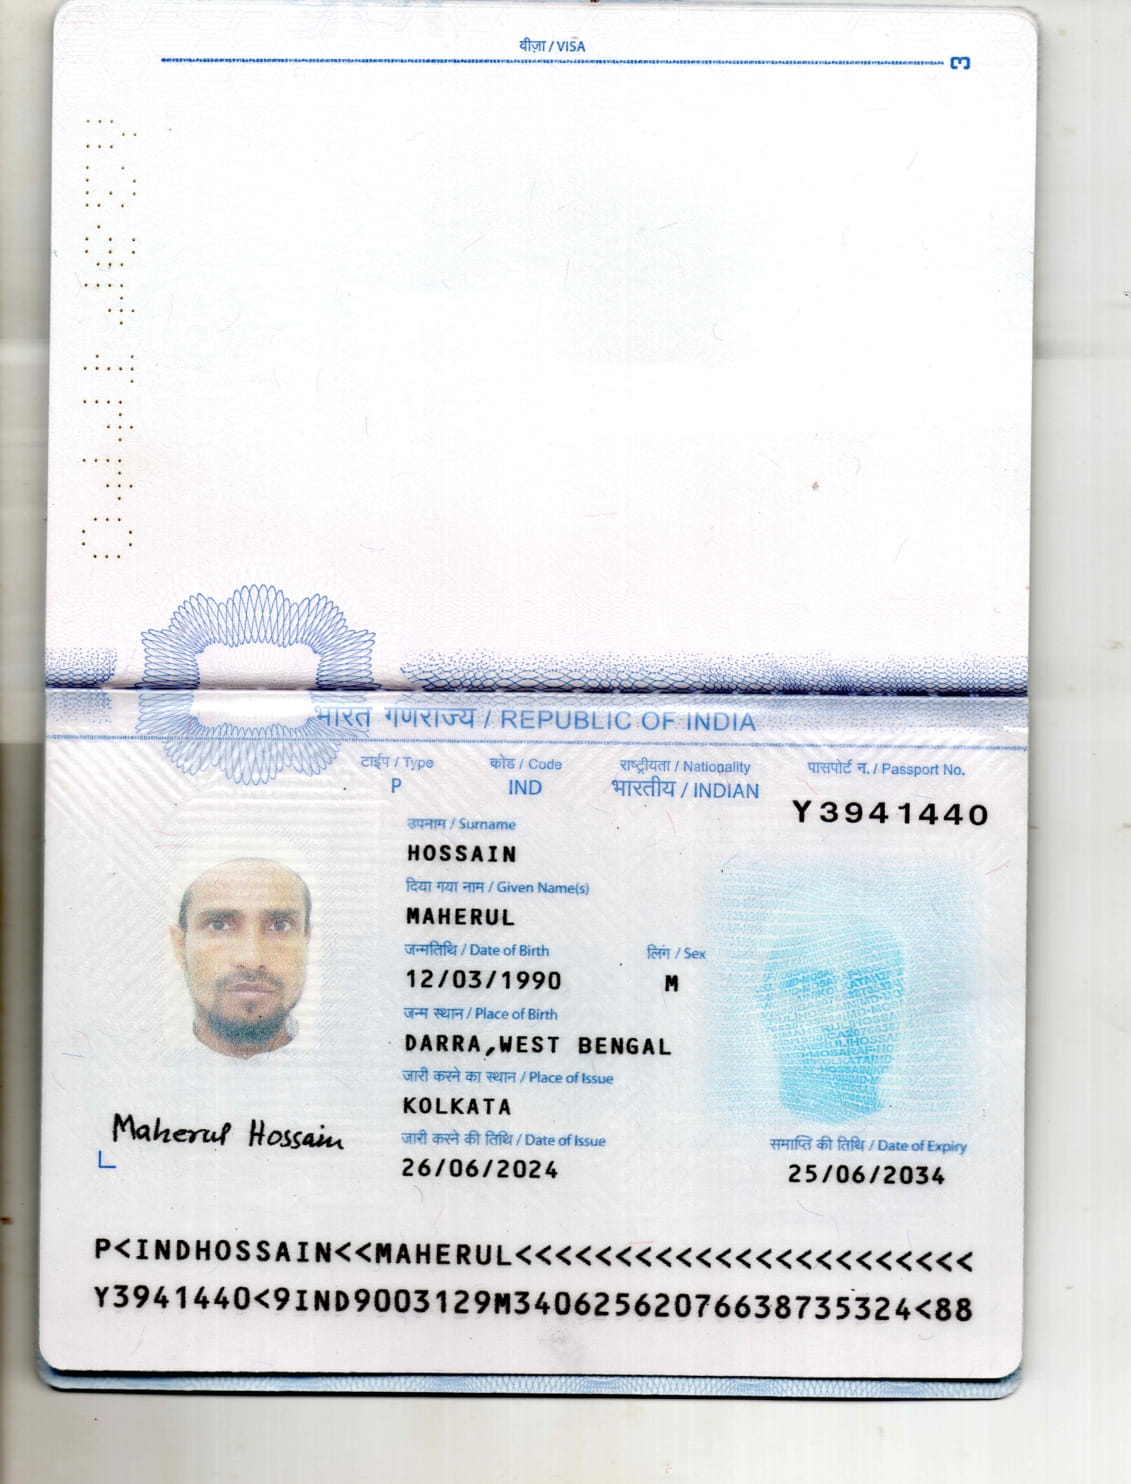 वीज़ा / VISA
3
भारत गणराज्य / REPUBLIC OF INDIA
टाईप / Type
P
कोड / Code
IND
राष्ट्रीयता / Nationality
भारतीय / INDIAN
पासपोर्ट न. / Passport No.
Y3941440
उपनाम / Surname
HOSSAIN
दिया गया नाम / Given Name(s)
MAHERUL
जन्मतिथि / Date of Birth
12/03/1990
लिंग / Sex
M
जन्म स्थान / Place of Birth
DARRA,WEST BENGAL
जारी करने का स्थान / Place of Issue
KOLKATA
जारी करने की तिथि / Date of Issue
26/06/2024
समाप्ति की तिथि / Date of Expiry
25/06/2034
Maherul Hossain
P<INDHOSSAIN<<MAHERUL<<<<<<<<<<<<<<<<<<<<<<<
Y3941440<9IND9003129M34062562076638735324<88